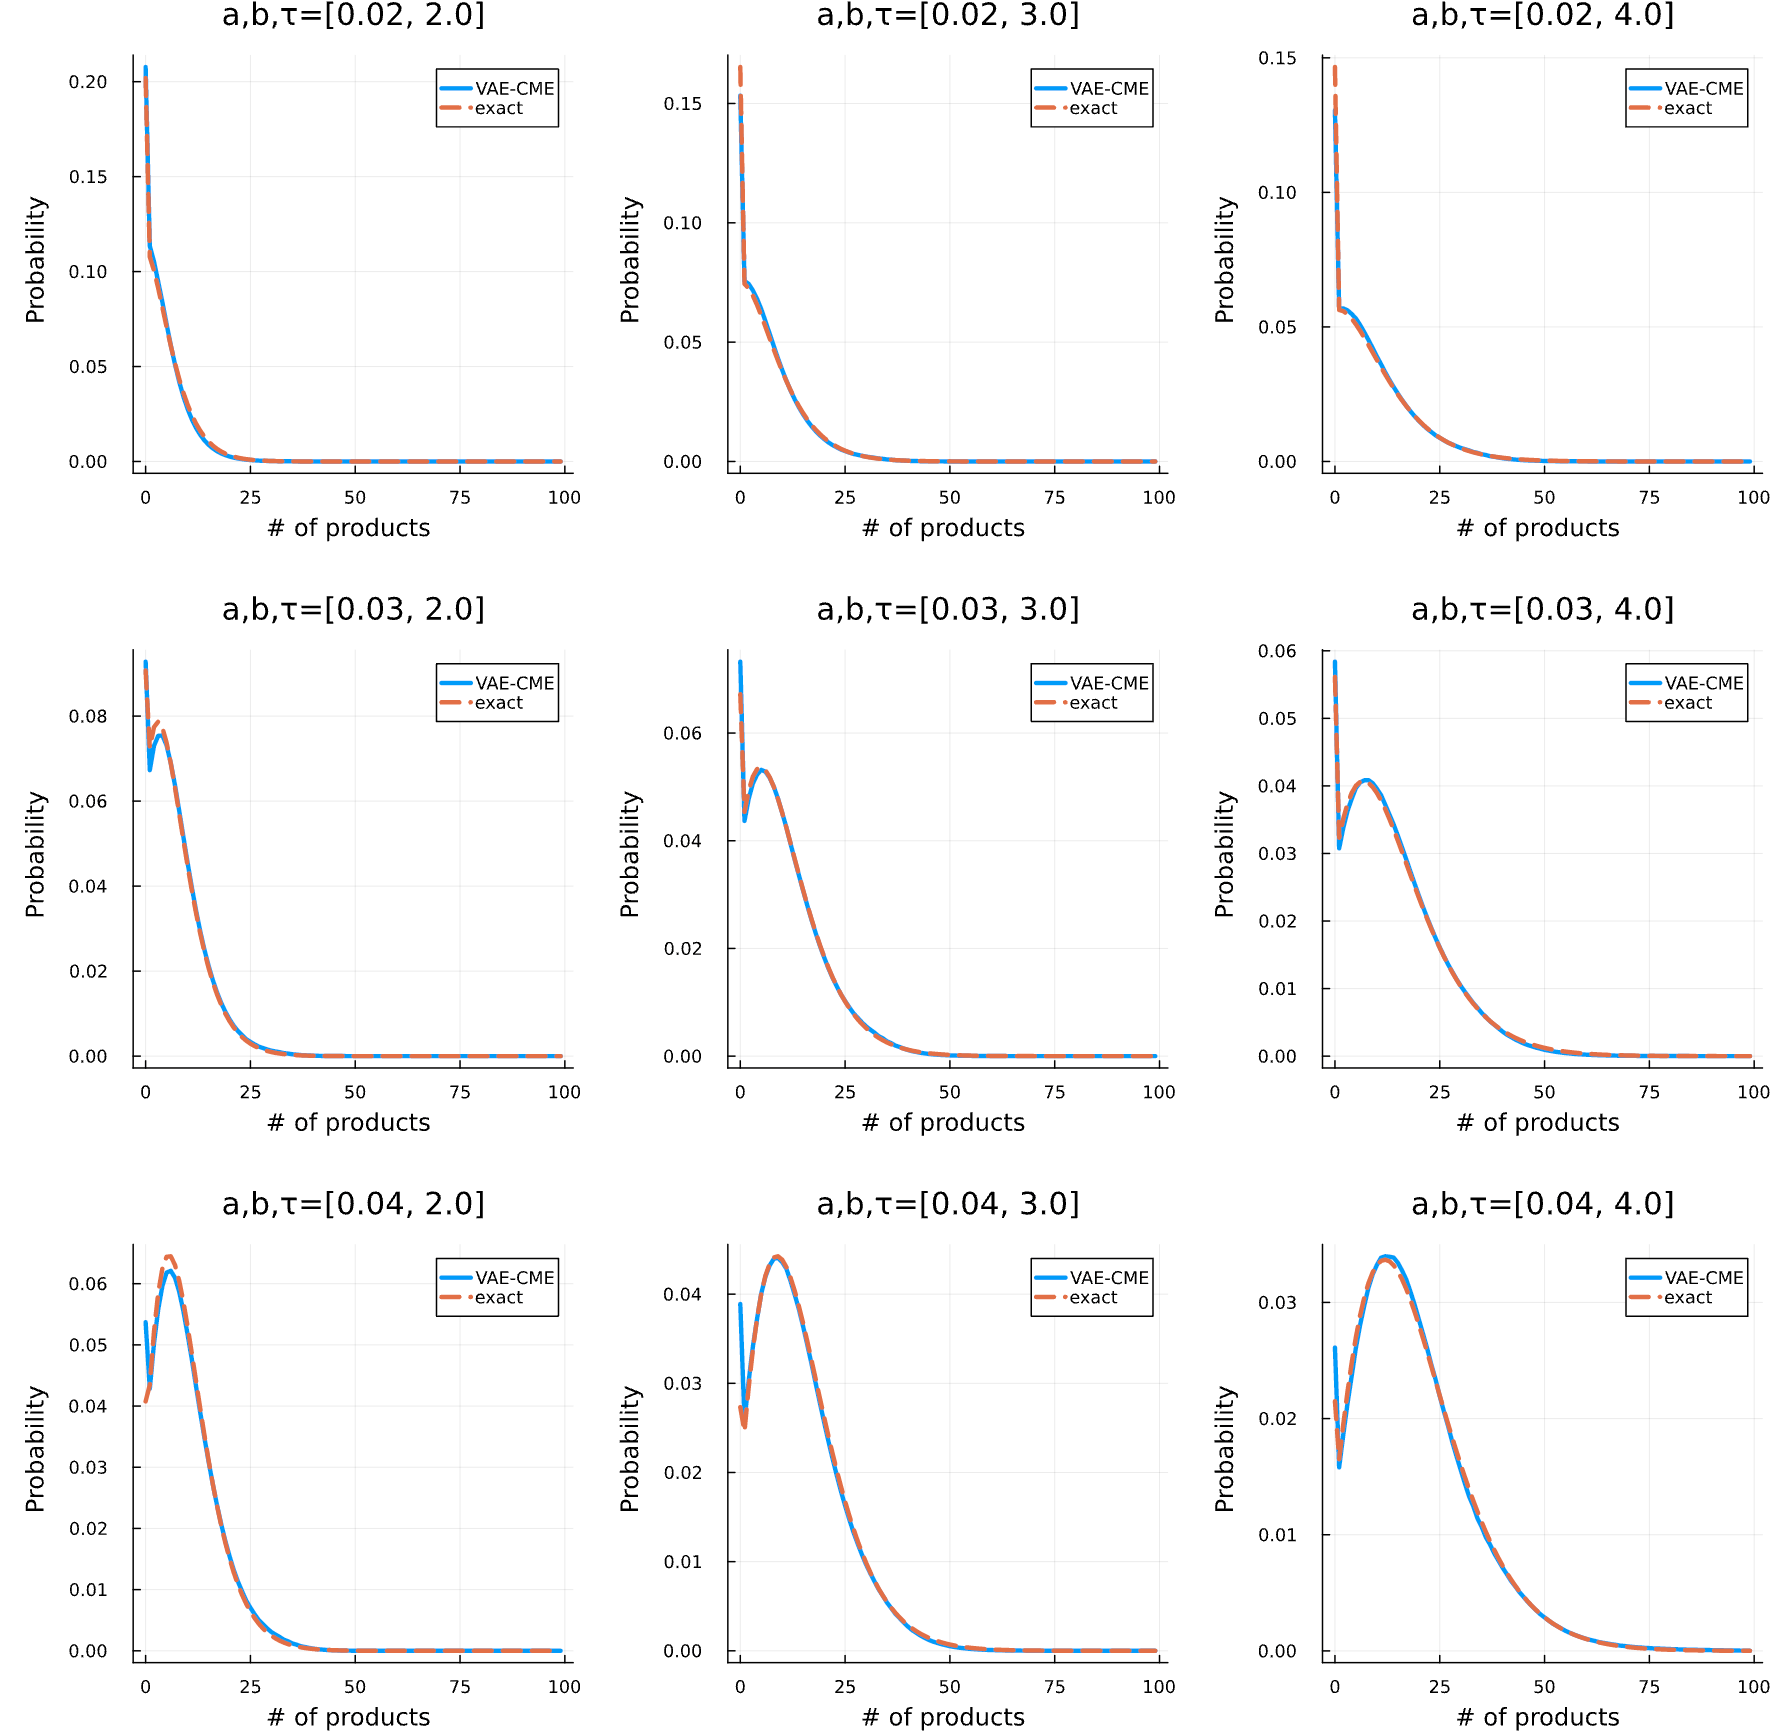 a,b,τ=[0.02, 2.0]
a,b,τ=[0.02, 3.0]
a,b,τ=[0.02, 4.0]
Probability
0.20
0.15
0.10
0.05
0.00
VAE-CME
exact
0 25 50 75 100
# of products
Probability
0.15
0.10
0.05
0.00
VAE-CME
exact
0 25 50 75 100
# of products
Probability
0.15
0.10
0.05
0.00
VAE-CME
exact
0 25 50 75 100
# of products
a,b,τ=[0.03, 2.0]
a,b,τ=[0.03, 3.0]
a,b,τ=[0.03, 4.0]
Probability
0.08
0.06
0.04
0.02
0.00
VAE-CME
exact
0 25 50 75 100
# of products
Probability
0.06
0.04
0.02
0.00
VAE-CME
exact
0 25 50 75 100
# of products
Probability
0.06
0.05
0.04
0.03
0.02
0.01
0.00
VAE-CME
exact
0 25 50 75 100
# of products
a,b,τ=[0.04, 2.0]
a,b,τ=[0.04, 3.0]
a,b,τ=[0.04, 4.0]
Probability
0.06
0.05
0.04
0.03
0.02
0.01
0.00
VAE-CME
exact
0 25 50 75 100
# of products
Probability
0.04
0.03
0.02
0.01
0.00
VAE-CME
exact
0 25 50 75 100
# of products
Probability
0.03
0.02
0.01
0.00
VAE-CME
exact
0 25 50 75 100
# of products